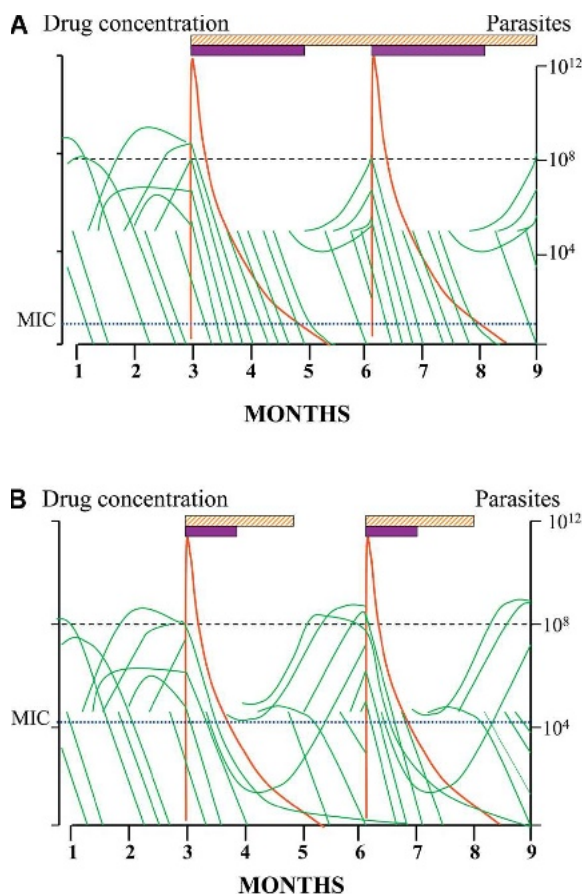 A Drug concentration Parasites
10¹²
10⁸
10⁴
MIC
1 2 3 4 5 6 7 8 9
MONTHS
B Drug concentration Parasites
10¹²
10⁸
MIC 10⁴
1 2 3 4 5 6 7 8 9
MONTHS